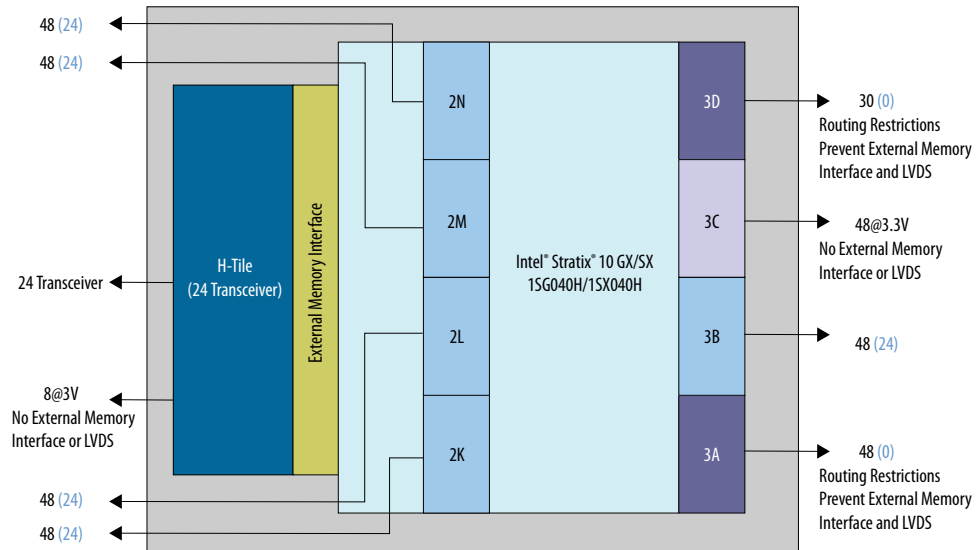 48 (24)
48 (24)
24 Transceiver
8@3V
No External Memory
Interface or LVDS
48 (24)
48 (24)
H-Tile
(24 Transceiver)
External Memory Interface
2N
2M
2L
2K
Intel® Stratix® 10 GX/SX
1SG040H/1SX040H
3D
3C
3B
3A
30 (0)
Routing Restrictions
Prevent External Memory
Interface and LVDS
48@3.3V
No External Memory
Interface or LVDS
48 (24)
48 (0)
Routing Restrictions
Prevent External Memory
Interface and LVDS